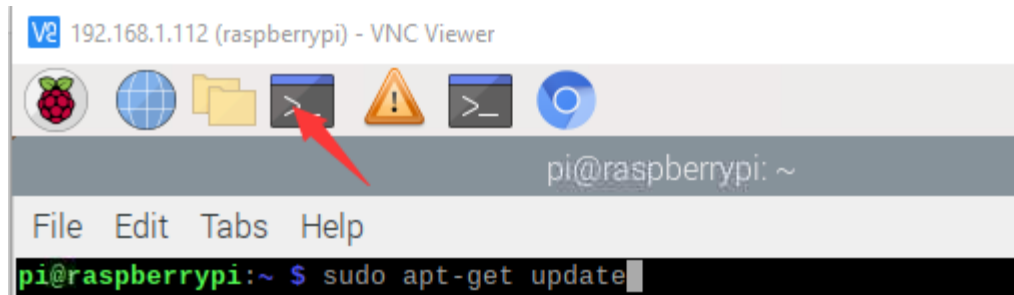 V2 192.168.1.112 (raspberrypi) - VNC Viewer
>_ ! >_
pi@raspberrypi: ~
File Edit Tabs Help
pi@raspberrypi:~ $ sudo apt-get update